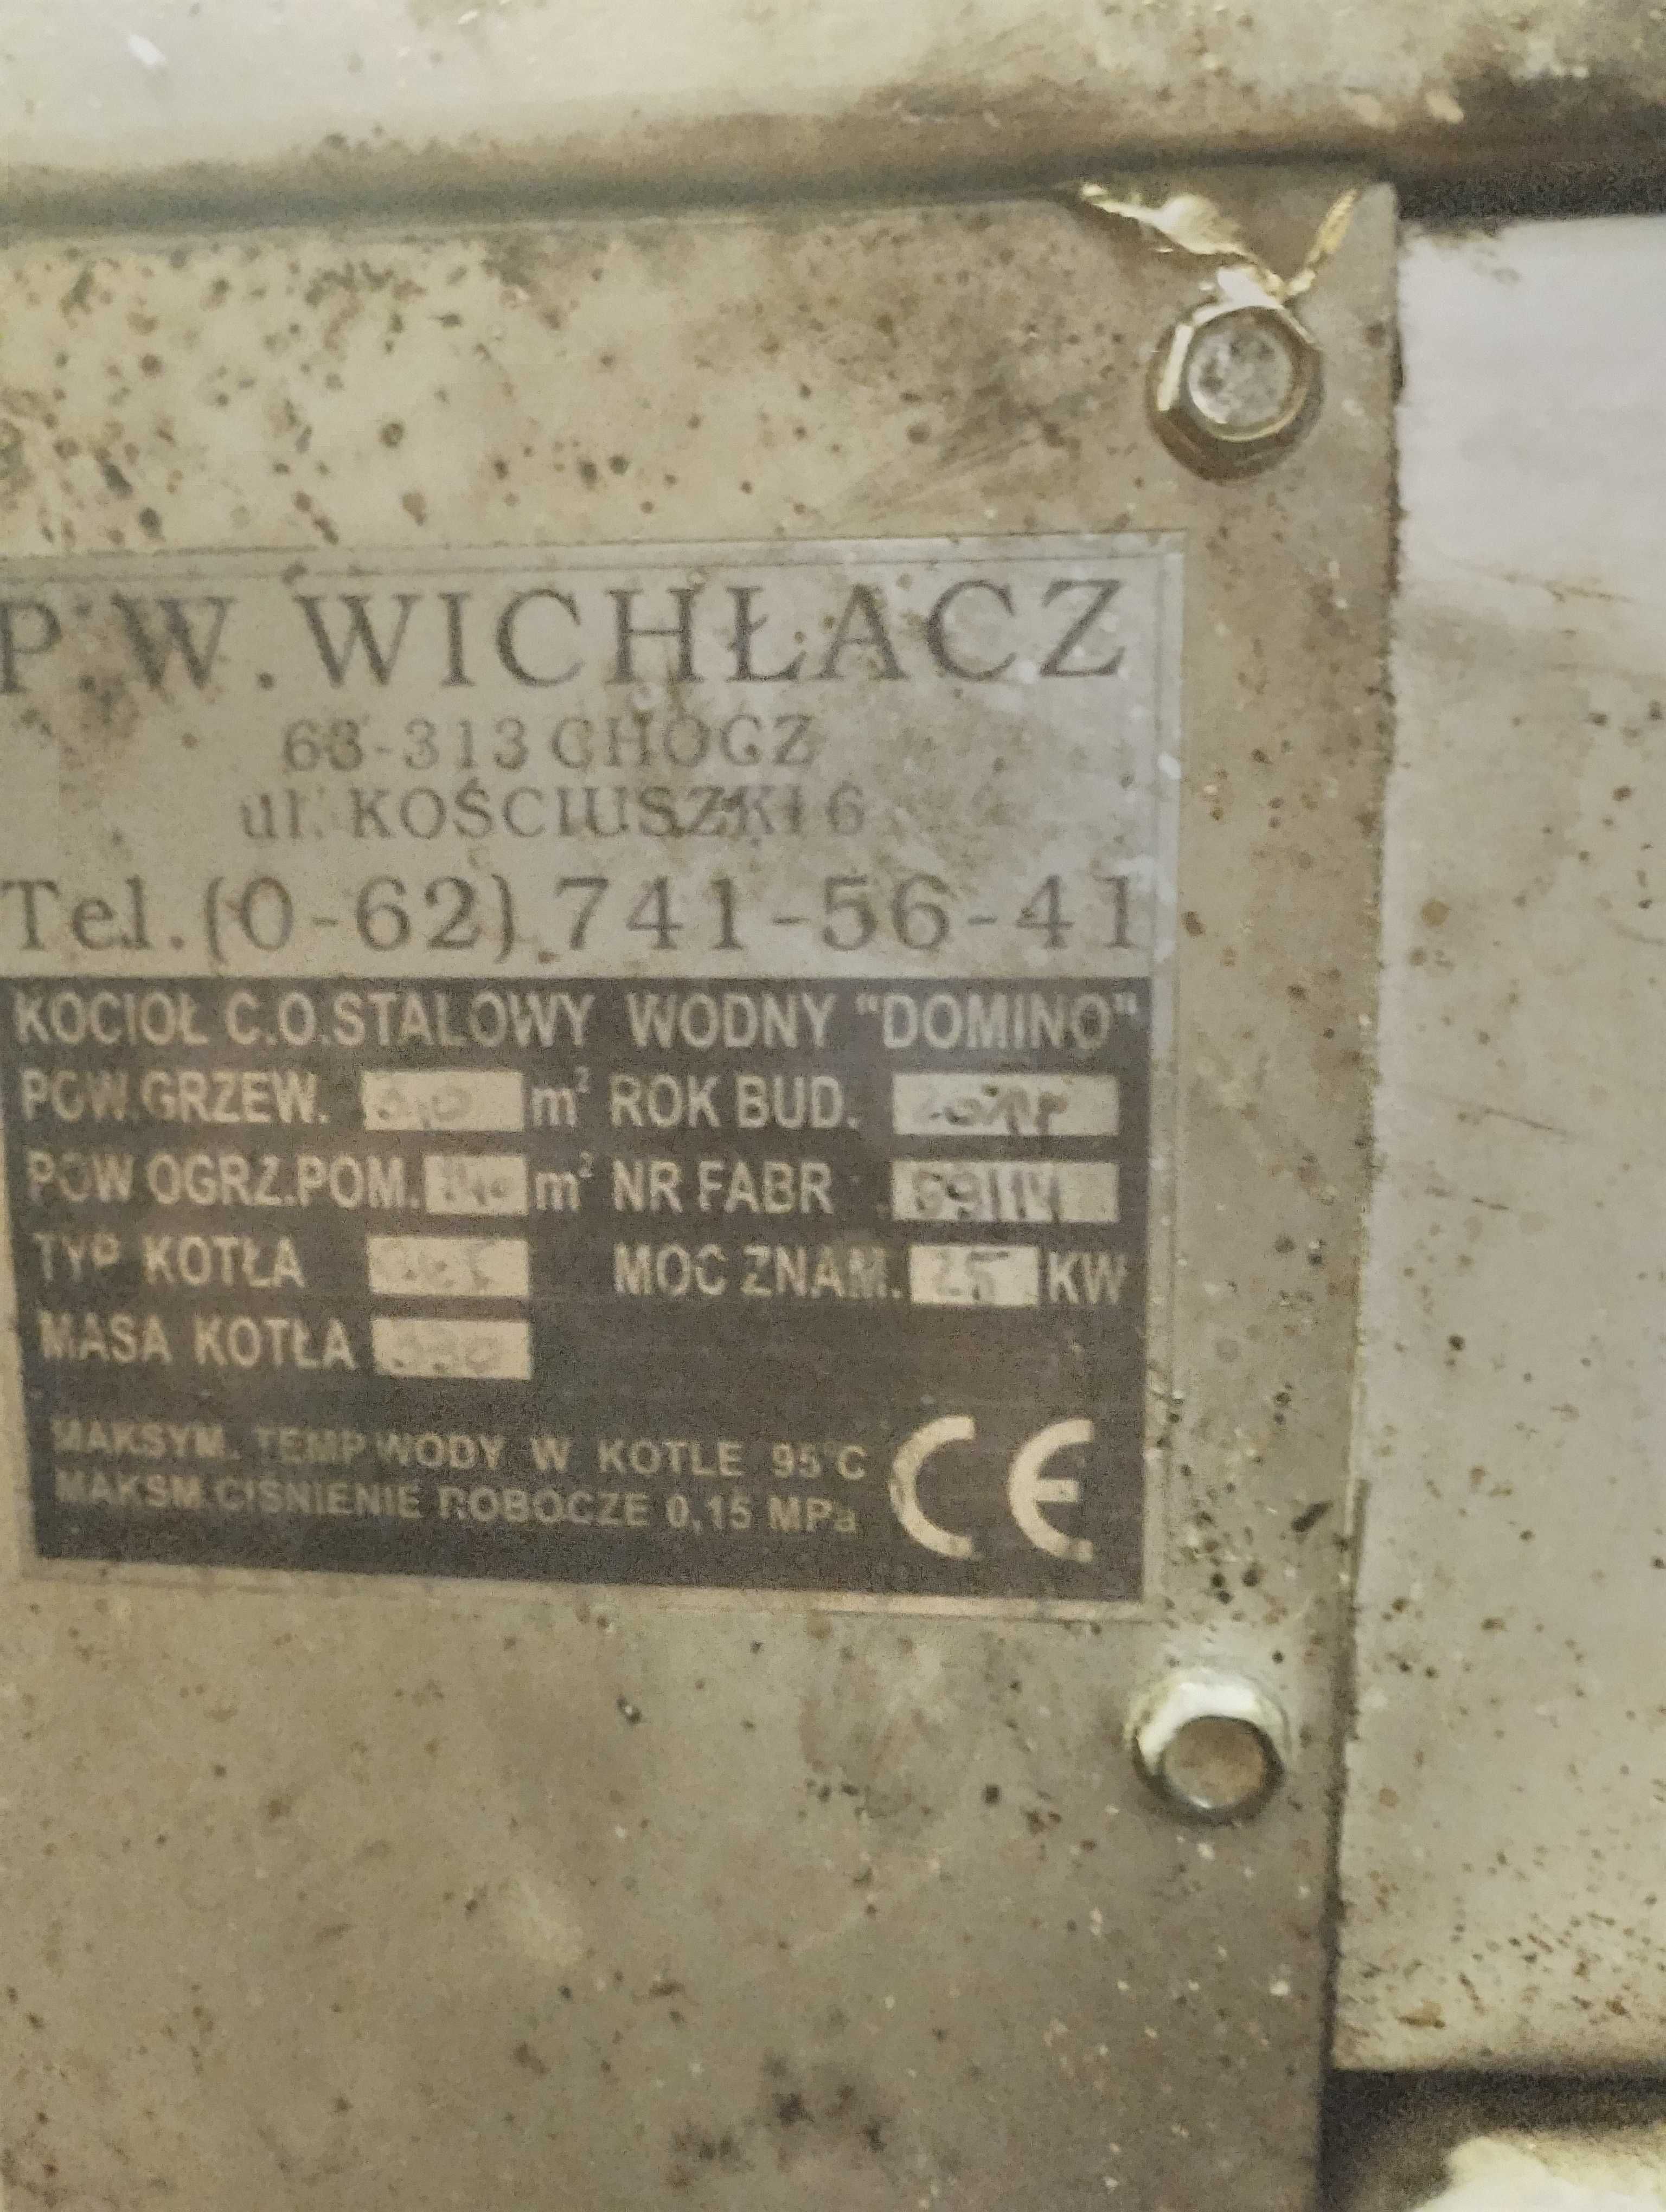 P.W. WICHŁACZ
63-313 CHOCZ
ul. KOŚCIUSZKI 6
Tel. (0-62) 741-56-41
KOCIOŁ C.O. STALOWY WODNY "DOMINO"
POW. GRZEW. m² ROK BUD.
POW OGRZ. POM. m² NR FABR
TYP KOTŁA MOC ZNAM. 25 KW
MASA KOTŁA
MAKSYM. TEMP WODY W KOTLE 95°C
MAKSM. CIŚNIENIE ROBOCZE 0,15 MPa
CE